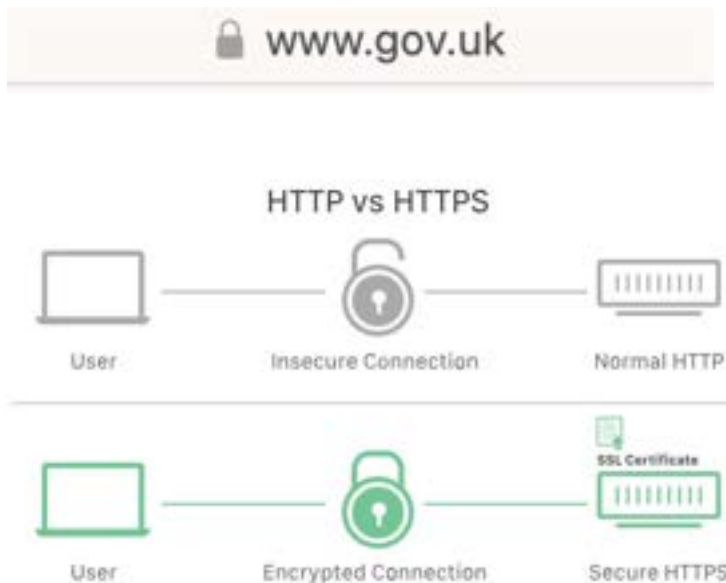 www.gov.uk
HTTP vs HTTPS
User Insecure Connection Normal HTTP
SSL Certificate
User Encrypted Connection Secure HTTPS